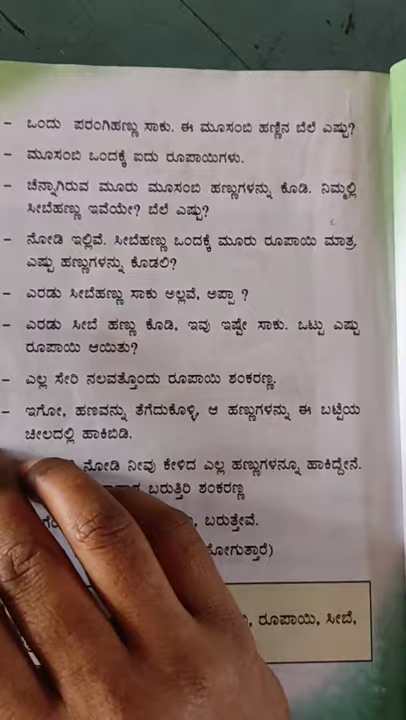 – ಒಂದು ಪರಂಗಿಹಣ್ಣು ಸಾಕು. ಈ ಮೂಸಂಬಿ ಹಣ್ಣಿನ ಬೆಲೆ ಎಷ್ಟು?
– ಮೂಸಂಬಿ ಒಂದಕ್ಕೆ ಐದು ರೂಪಾಯಿಗಳು.
– ಚೆನ್ನಾಗಿರುವ ಮೂರು ಮೂಸಂಬಿ ಹಣ್ಣುಗಳನ್ನು ಕೊಡಿ. ನಿಮ್ಮಲ್ಲಿ
ಸೀಬೆಹಣ್ಣು ಇವೆಯೇ? ಬೆಲೆ ಎಷ್ಟು?
– ನೋಡಿ ಇಲ್ಲಿವೆ. ಸೀಬೆಹಣ್ಣು ಒಂದಕ್ಕೆ ಮೂರು ರೂಪಾಯಿ ಮಾತ್ರ.
ಎಷ್ಟು ಹಣ್ಣುಗಳನ್ನು ಕೊಡಲಿ?
– ಎರಡು ಸೀಬೆಹಣ್ಣು ಸಾಕು ಅಲ್ಲವೆ, ಅಪ್ಪಾ ?
– ಎರಡು ಸೀಬೆ ಹಣ್ಣು ಕೊಡಿ, ಇವು ಇಷ್ಟೇ ಸಾಕು. ಒಟ್ಟು ಎಷ್ಟು
ರೂಪಾಯಿ ಆಯಿತು?
– ಎಲ್ಲ ಸೇರಿ ನಲವತ್ತೊಂದು ರೂಪಾಯಿ ಶಂಕರಣ್ಣ.
– ಇಗೋ, ಹಣವನ್ನು ತೆಗೆದುಕೊಳ್ಳಿ, ಆ ಹಣ್ಣುಗಳನ್ನು ಈ ಬಟ್ಟೆಯ
ಚೀಲದಲ್ಲಿ ಹಾಕಿಬಿಡಿ.
ನೋಡಿ ನೀವು ಕೇಳಿದ ಎಲ್ಲ ಹಣ್ಣುಗಳನ್ನೂ ಹಾಕಿದ್ದೇನೆ.
ಬರುತ್ತಿರಿ ಶಂಕರಣ್ಣ
, ಬರುತ್ತೇವೆ.
ಹೋಗುತ್ತಾರೆ)
, ರೂಪಾಯಿ, ಸೀಬೆ,